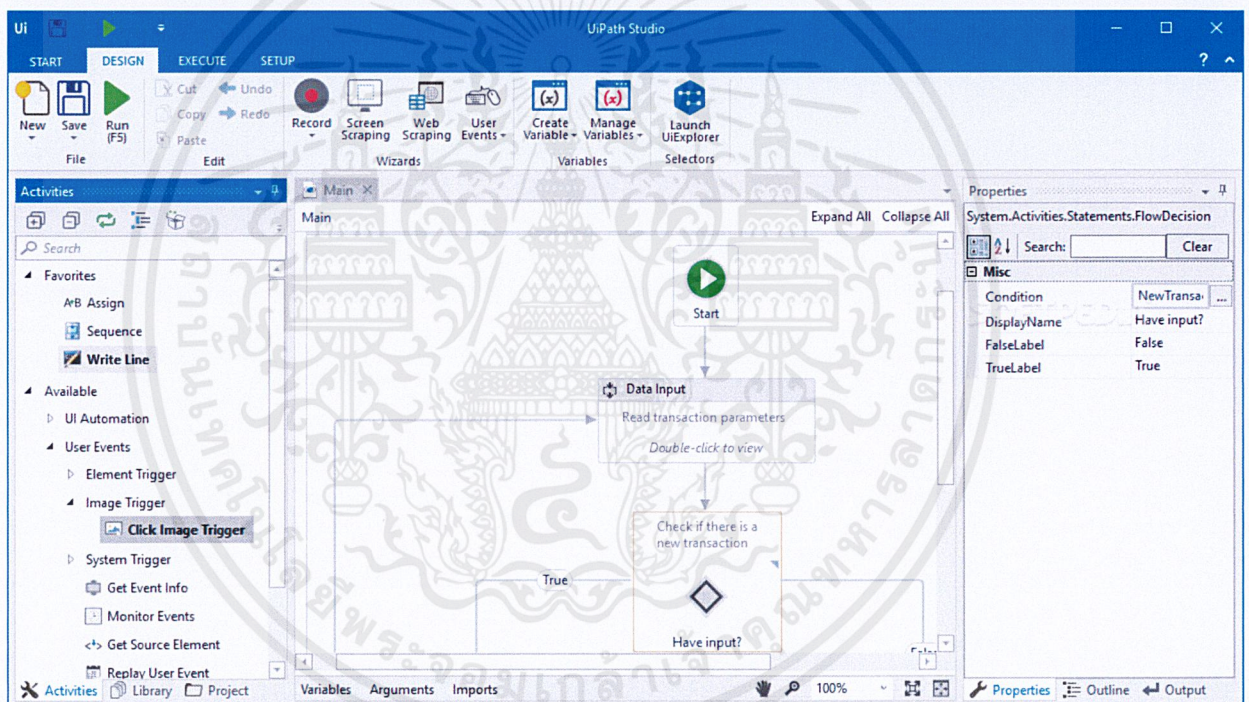 Ui
UiPath Studio
START DESIGN EXECUTE SETUP
?
New
Save
Run
(F5)
File
Cut
Copy
Paste
Undo
Redo
Edit
Record
Screen
Scraping
Web
Scraping
User
Events
Wizards
(x)
Create
Variable
(x)
Manage
Variables
Variables
Launch
UiExplorer
Selectors
Activities
Search
Favorites
A+B Assign
Sequence
Write Line
Available
UI Automation
User Events
Element Trigger
Image Trigger
Click Image Trigger
System Trigger
Get Event Info
Monitor Events
Get Source Element
Replay User Event
Activities Library Project
Main
Main
Expand All Collapse All
Start
Data Input
Read transaction parameters
Double-click to view
Check if there is a
new transaction
True
Have input?
Variables Arguments Imports
100%
Properties
System.Activities.Statements.FlowDecision
Search: Clear
Misc
Condition NewTransa ...
DisplayName Have input?
FalseLabel False
TrueLabel True
Properties Outline Output